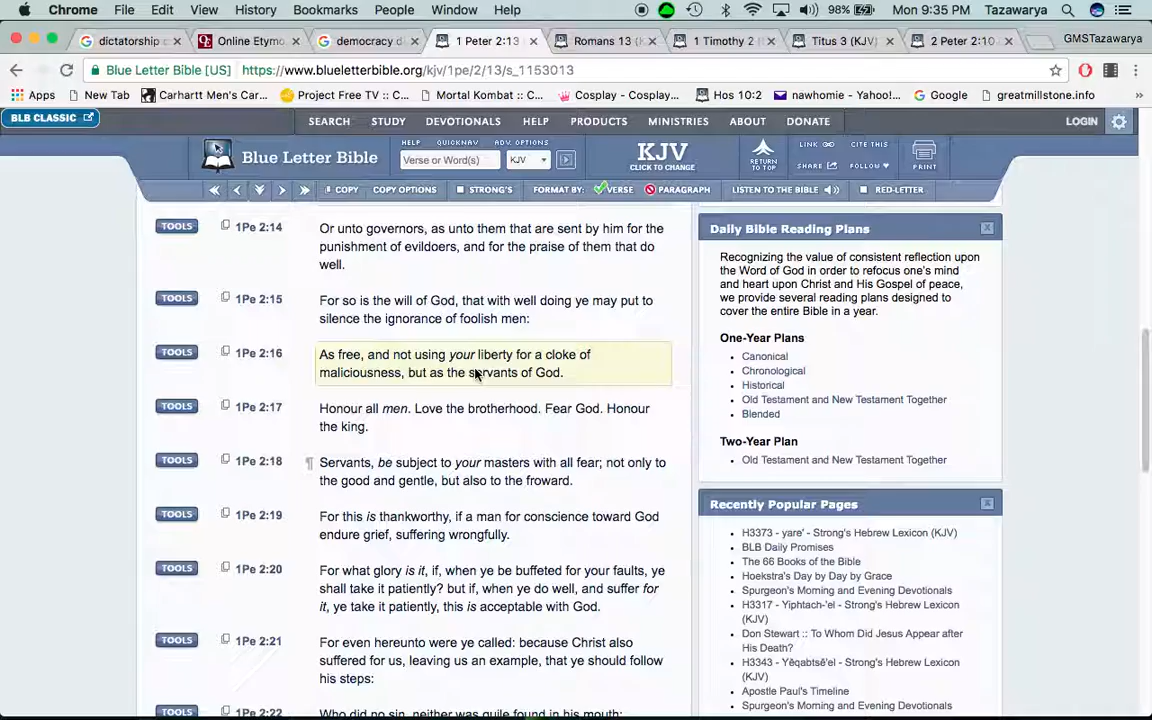 Chrome File Edit View History Bookmarks People Window Help 98% Mon 9:35 PM Tazawarya
dictatorship Online Etymo democracy d 1 Peter 2:13 Romans 13 (K 1 Timothy 2 (K Titus 3 (KJV) 2 Peter 2:10 GMSTazawarya
Blue Letter Bible [US] https://www.blueletterbible.org/kjv/1pe/2/13/s_1153013
Apps New Tab Carhartt Men's Car... Project Free TV :: C... Mortal Kombat :: C... Cosplay - Cosplay... Hos 10:2 nawhomie - Yahoo!... Google greatmillstone.info »
BLB CLASSIC SEARCH STUDY DEVOTIONALS HELP PRODUCTS MINISTRIES ABOUT DONATE LOGIN
HELP QUICKNAV ADV OPTIONS
Blue Letter Bible Verse or Word(s) KJV
KJV
CLICK TO CHANGE
RETURN
TO TOP
LINK CITE THIS
SHARE FOLLOW
PRINT
COPY COPY OPTIONS STRONG'S FORMAT BY: VERSE PARAGRAPH LISTEN TO THE BIBLE RED-LETTER
TOOLS 1Pe 2:14 Or unto governors, as unto them that are sent by him for the
punishment of evildoers, and for the praise of them that do
well.
TOOLS 1Pe 2:15 For so is the will of God, that with well doing ye may put to
silence the ignorance of foolish men:
TOOLS 1Pe 2:16 As free, and not using your liberty for a cloke of
maliciousness, but as the servants of God.
TOOLS 1Pe 2:17 Honour all men. Love the brotherhood. Fear God. Honour
the king.
TOOLS 1Pe 2:18 ¶ Servants, be subject to your masters with all fear; not only to
the good and gentle, but also to the froward.
TOOLS 1Pe 2:19 For this is thankworthy, if a man for conscience toward God
endure grief, suffering wrongfully.
TOOLS 1Pe 2:20 For what glory is it, if, when ye be buffeted for your faults, ye
shall take it patiently? but if, when ye do well, and suffer for
it, ye take it patiently, this is acceptable with God.
TOOLS 1Pe 2:21 For even hereunto were ye called: because Christ also
suffered for us, leaving us an example, that ye should follow
his steps:
TOOLS 1Pe 2:22 Who did no sin, neither was guile found in his mouth:
Daily Bible Reading Plans
Recognizing the value of consistent reflection upon
the Word of God in order to refocus one's mind
and heart upon Christ and His Gospel of peace,
we provide several reading plans designed to
cover the entire Bible in a year.
One-Year Plans
Canonical
Chronological
Historical
Old Testament and New Testament Together
Blended
Two-Year Plan
Old Testament and New Testament Together
Recently Popular Pages
H3373 - yare' - Strong's Hebrew Lexicon (KJV)
BLB Daily Promises
The 66 Books of the Bible
Hoekstra's Day by Day by Grace
Spurgeon's Morning and Evening Devotionals
H3317 - Yiphtach-'el - Strong's Hebrew Lexicon
(KJV)
Don Stewart :: To Whom Did Jesus Appear after
His Death?
H3343 - Yĕqabtsĕ'el - Strong's Hebrew Lexicon
(KJV)
Apostle Paul's Timeline
Spurgeon's Morning and Evening Devotionals